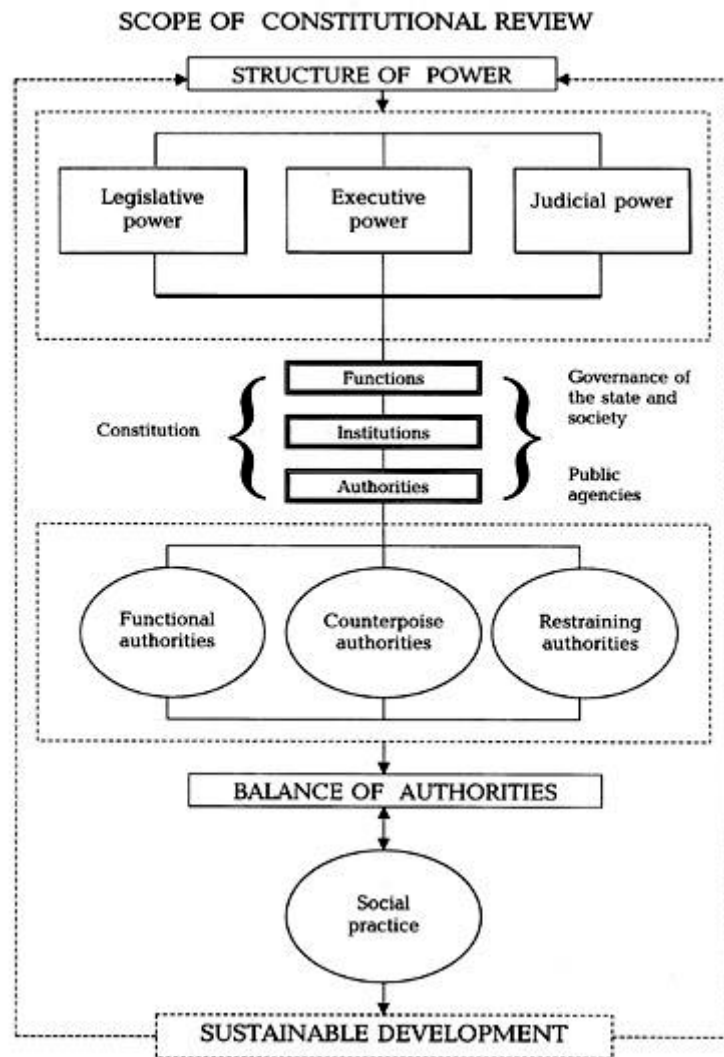 SCOPE OF CONSTITUTIONAL REVIEW
STRUCTURE OF POWER
Legislative
power
Executive
power
Judicial power
Functions
Institutions
Authorities
Constitution
Governance of
the state and
society
Public
agencies
Functional
authorities
Counterpoise
authorities
Restraining
authorities
BALANCE OF AUTHORITIES
Social
practice
SUSTAINABLE DEVELOPMENT